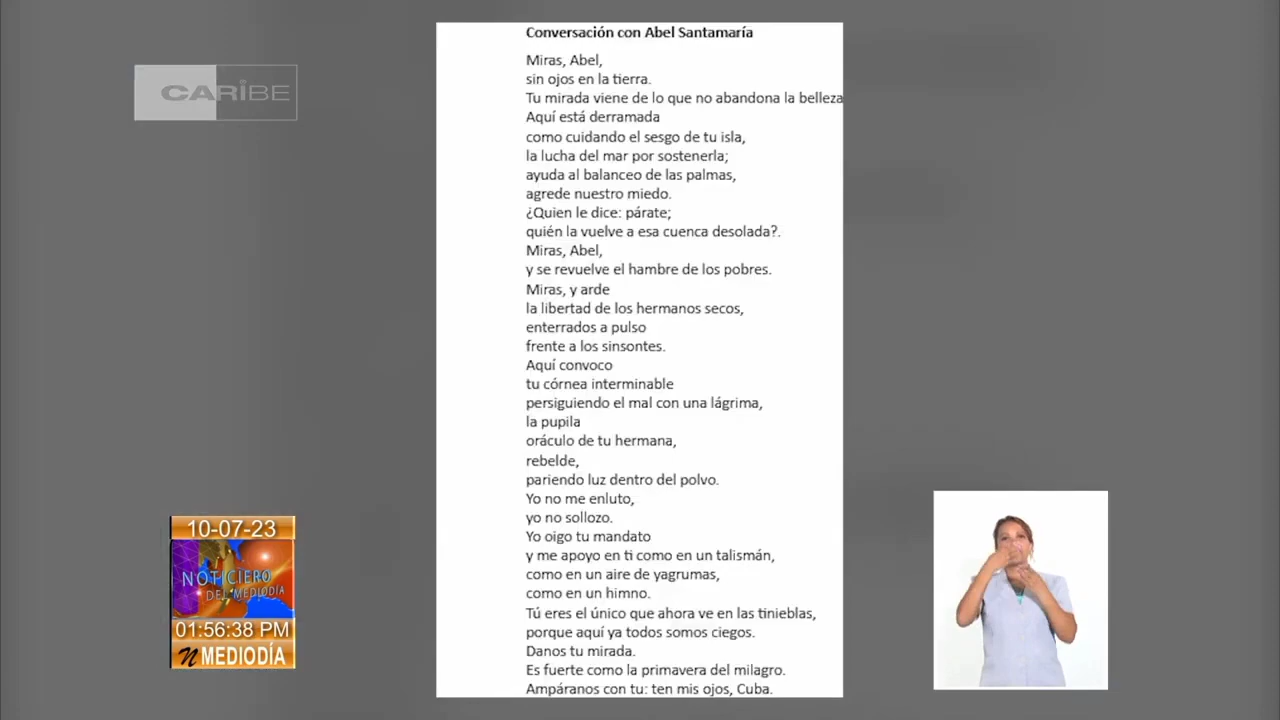 Conversación con Abel Santamaría
Miras, Abel,
sin ojos en la tierra.
Tu mirada viene de lo que no abandona la belleza
Aquí está derramada
como cuidando el sesgo de tu isla,
la lucha del mar por sostenerla;
ayuda al balanceo de las palmas,
agrede nuestro miedo.
¿Quien le dice: párate;
quién la vuelve a esa cuenca desolada?.
Miras, Abel,
y se revuelve el hambre de los pobres.
Miras, y arde
la libertad de los hermanos secos,
enterrados a pulso
frente a los sinsontes.
Aquí convoco
tu córnea interminable
persiguiendo el mal con una lágrima,
la pupila
oráculo de tu hermana,
rebelde,
pariendo luz dentro del polvo.
Yo no me enluto,
yo no sollozo.
Yo oigo tu mandato
y me apoyo en ti como en un talismán,
como en un aire de yagrumas,
como en un himno.
Tú eres el único que ahora ve en las tinieblas,
porque aquí ya todos somos ciegos.
Danos tu mirada.
Es fuerte como la primavera del milagro.
Ampáranos con tu: ten mis ojos, Cuba.
CARIBE
10-07-23
NOTICIERO
DEL MEDIODIA
01:56:38 PM
N MEDIODÍA